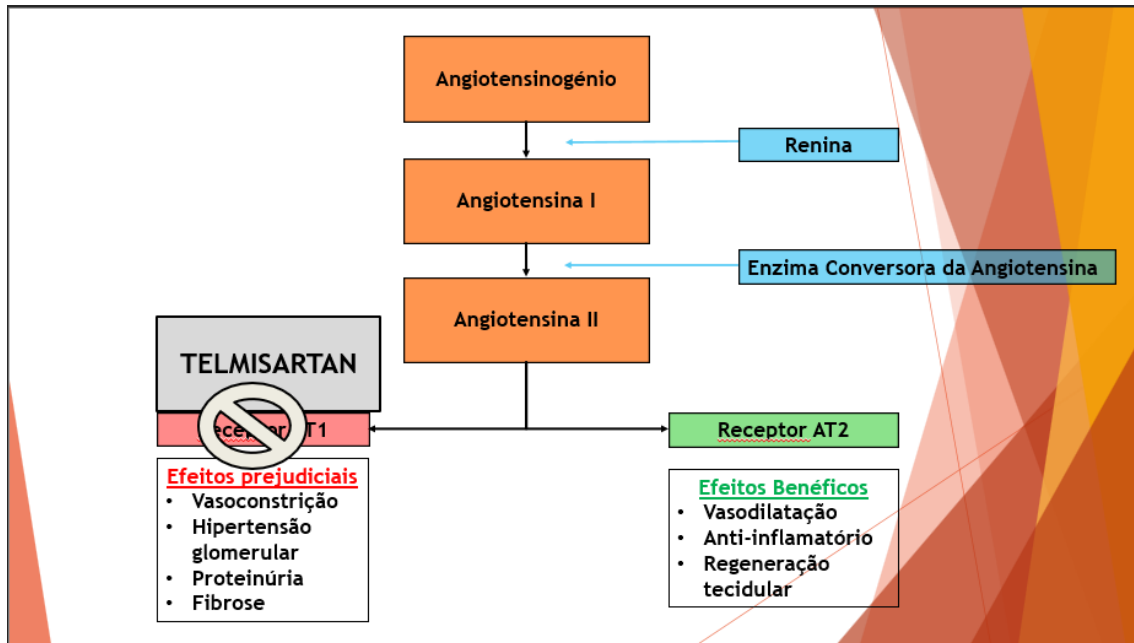 Angiotensinogénio
Renina
Angiotensina I
Enzima Conversora da Angiotensina
Angiotensina II
TELMISARTAN
Receptor AT2
Efeitos prejudiciais
• Vasoconstrição
• Hipertensão
glomerular
• Proteinúria
• Fibrose
Efeitos Benéficos
• Vasodilatação
• Anti-inflamatório
• Regeneração
tecidular